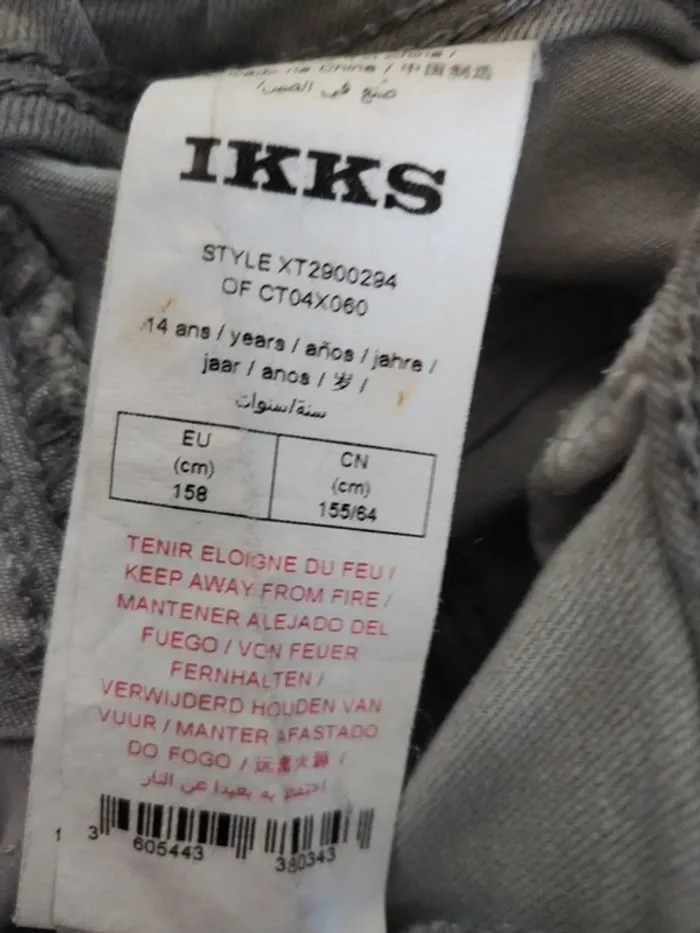 China / 中国制造
صنع في الصين/
IKKS
STYLE XT2900294
OF CT04X060
14 ans / years / años / jahre /
jaar / anos / 岁 /
سنة/سنوات
EU
(cm)
158
CN
(cm)
155/64
TENIR ELOIGNE DU FEU /
KEEP AWAY FROM FIRE /
MANTENER ALEJADO DEL
FUEGO / VON FEUER
FERNHALTEN /
VERWIJDERD HOUDEN VAN
VUUR / MANTER AFASTADO
DO FOGO / 远离火源 /
احتفظ به بعيدا عن النار
1 3 605443 380343